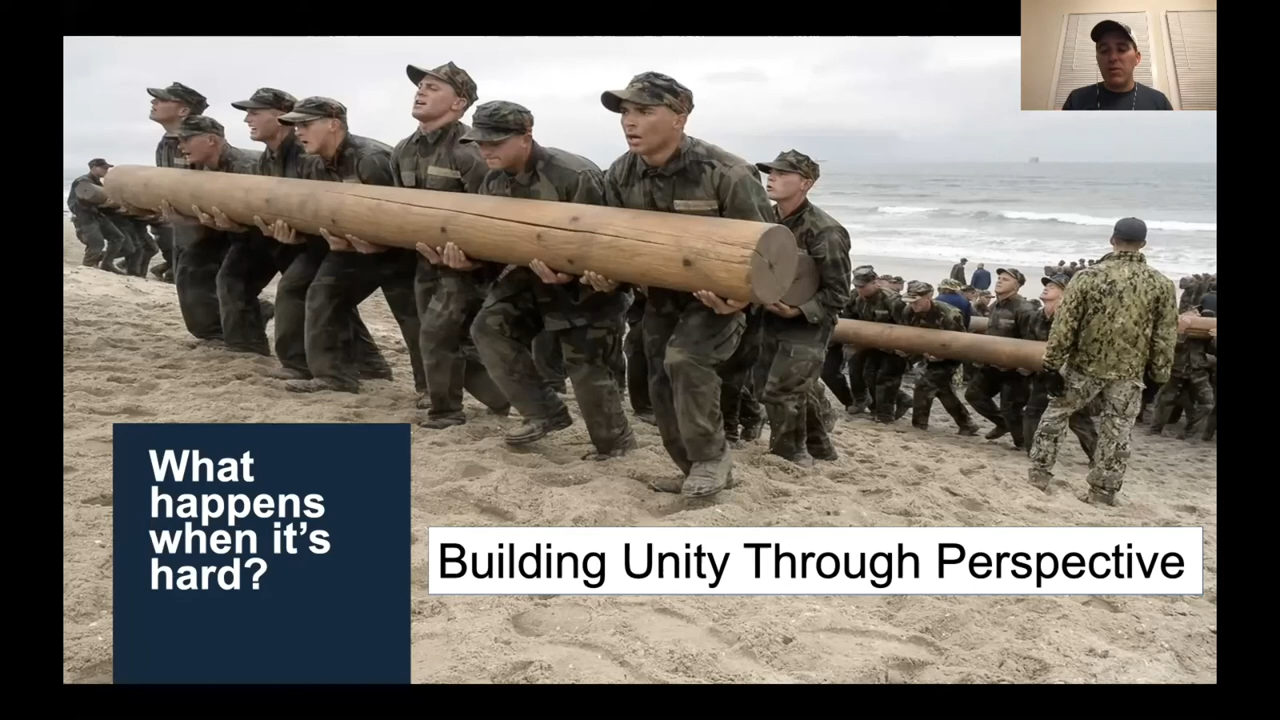 What
happens
when it's
hard?
Building Unity Through Perspective